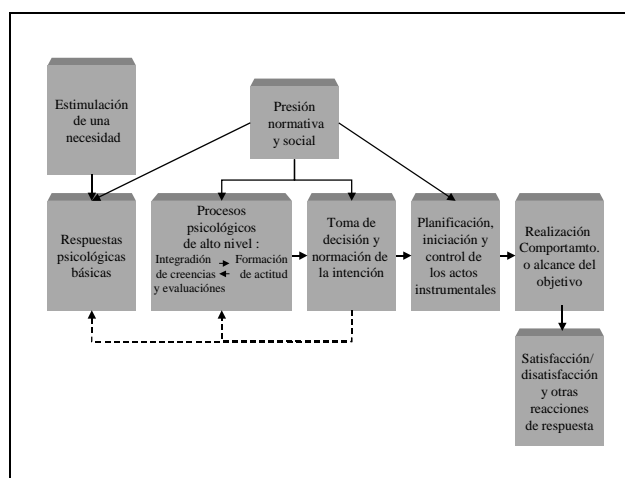 Estimulación
de una
necesidad
Presión
normativa
y social
Respuestas
psicológicas
básicas
Procesos
psicológicos
de alto nivel :
Integradión
de creencias
y evaluaciónes
Formación
de actitud
Toma de
decisión y
normación de
la intención
Planificación,
iniciación y
control de
los actos
instrumentales
Realización
Comportamto.
o alcance del
objetivo
Satisfacción/
disatisfacción
y otras
reacciones
de respuesta